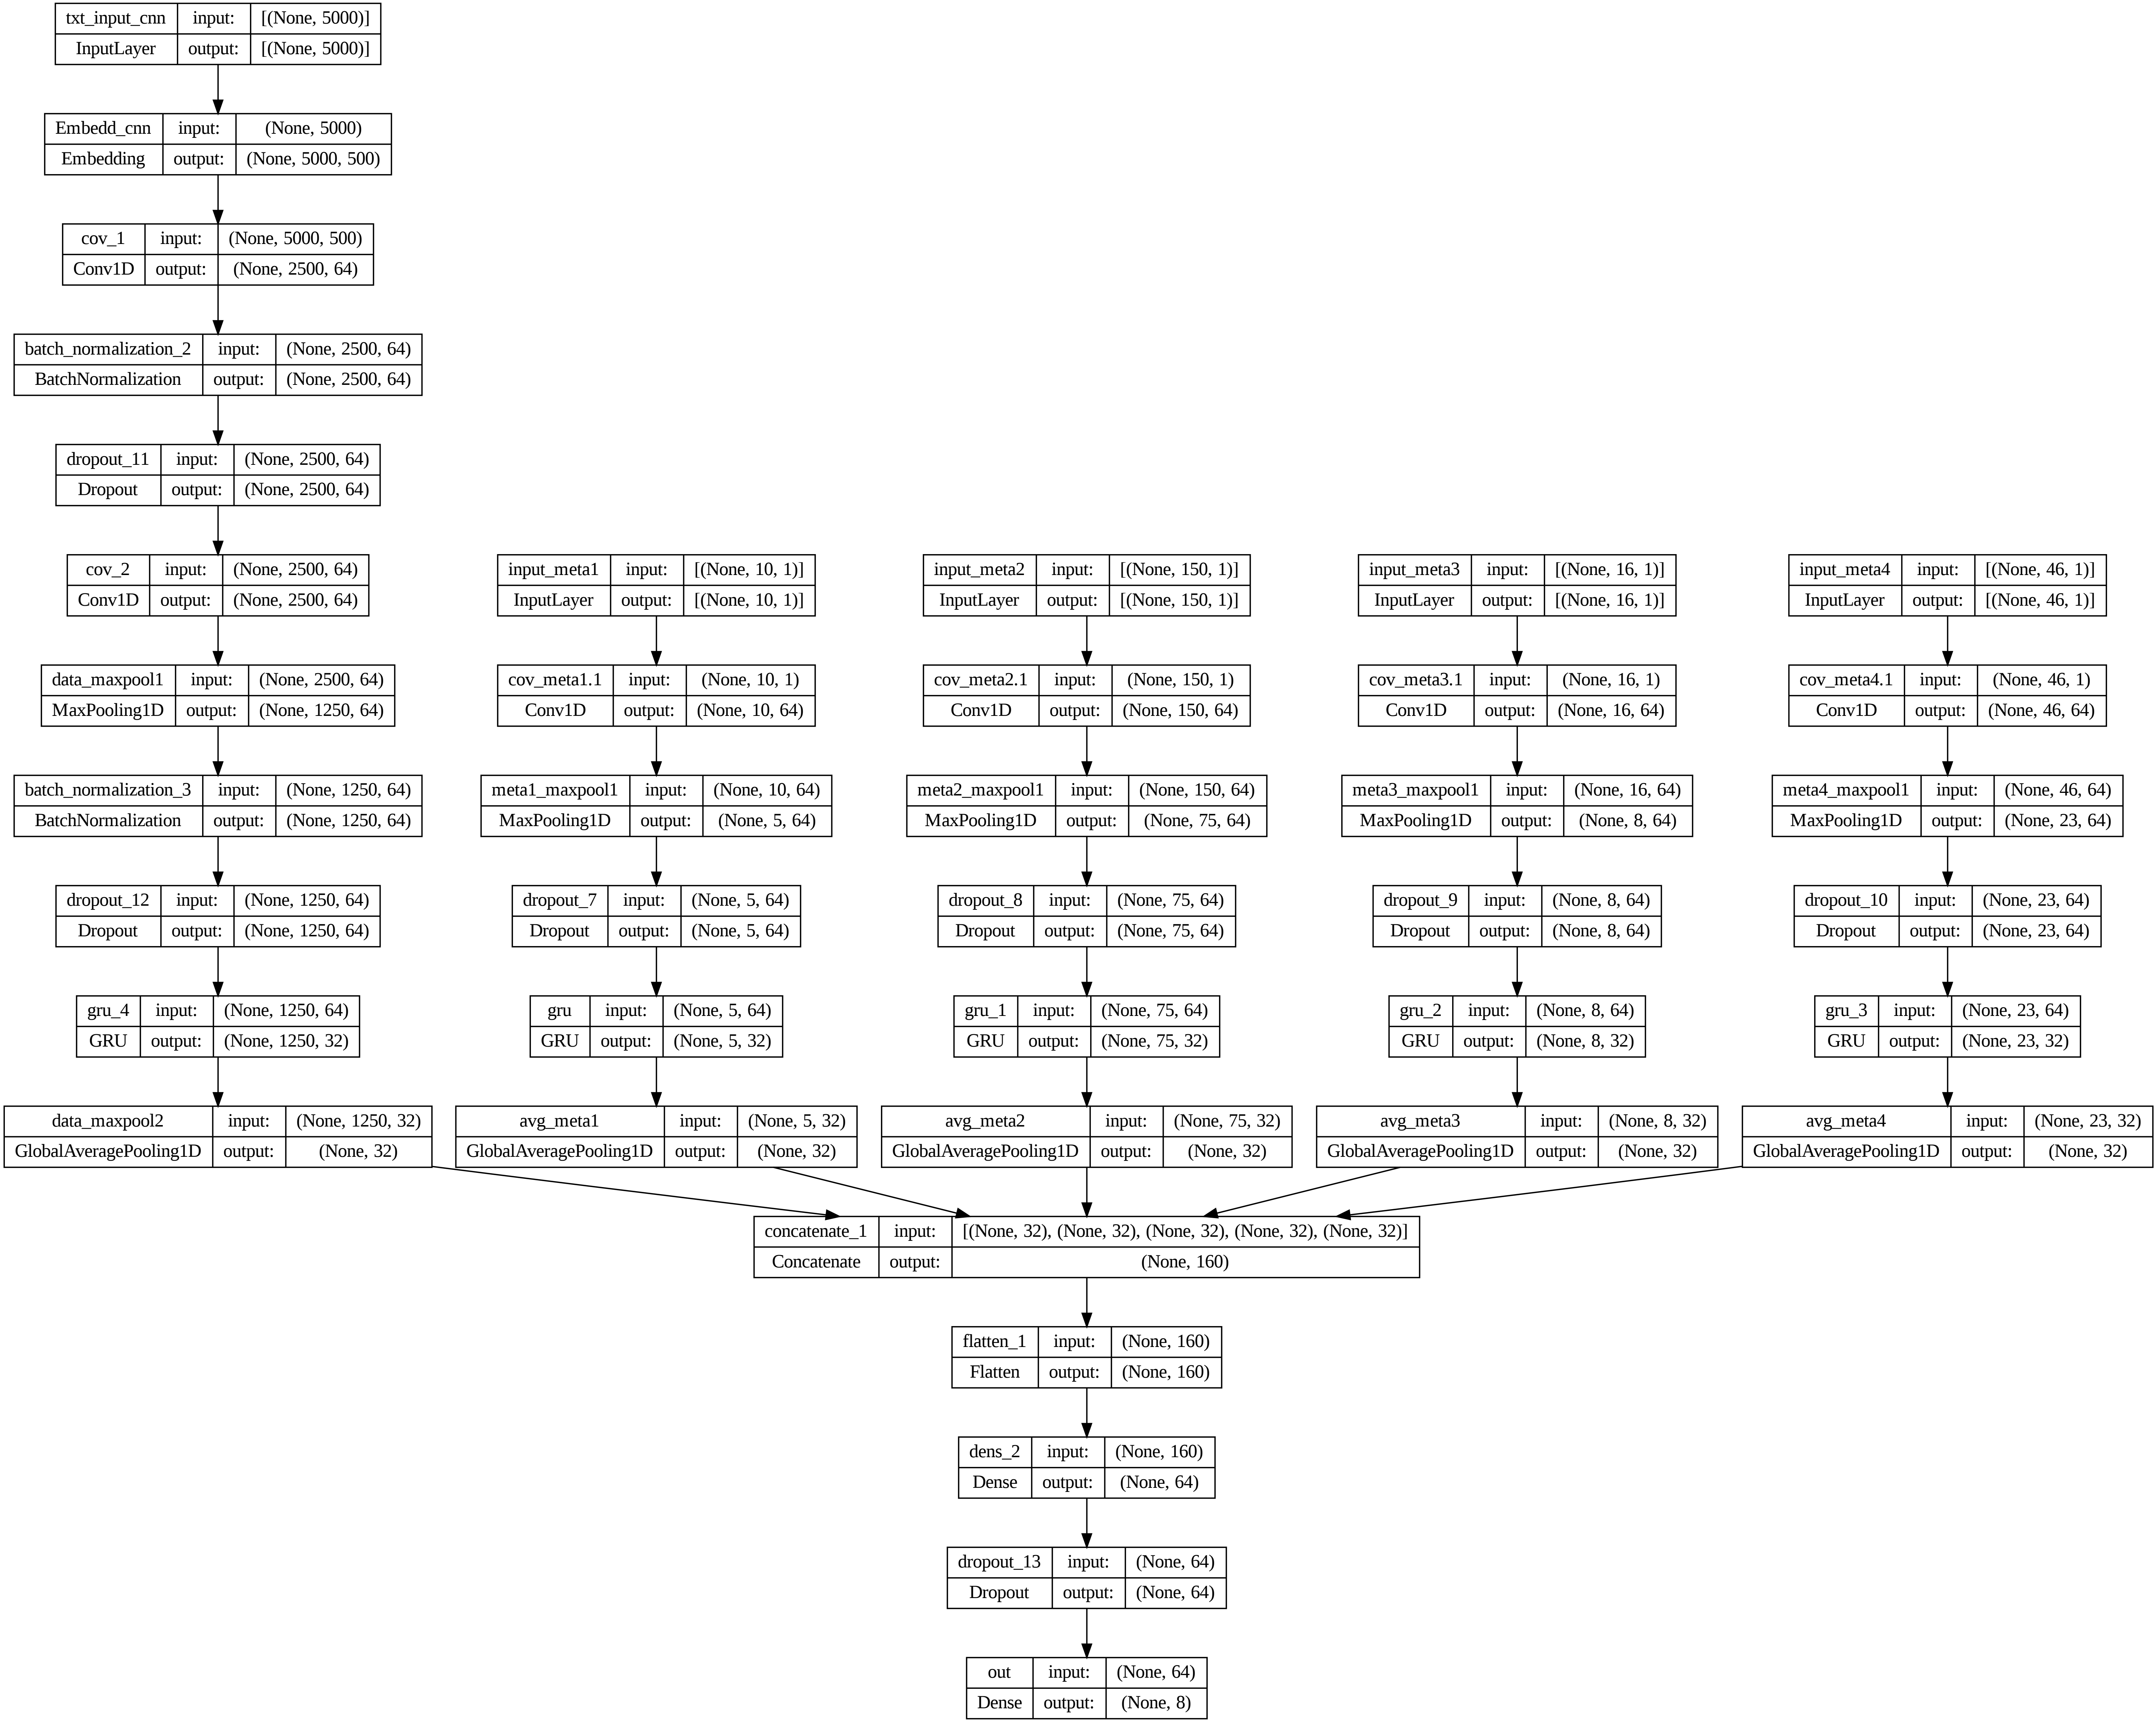 txt_input_cnn input: [(None, 5000)]
InputLayer output: [(None, 5000)]
Embedd_cnn input: (None, 5000)
Embedding output: (None, 5000, 500)
cov_1 input: (None, 5000, 500)
Conv1D output: (None, 2500, 64)
batch_normalization_2 input: (None, 2500, 64)
BatchNormalization output: (None, 2500, 64)
dropout_11 input: (None, 2500, 64)
Dropout output: (None, 2500, 64)
cov_2 input: (None, 2500, 64)
Conv1D output: (None, 2500, 64)
data_maxpool1 input: (None, 2500, 64)
MaxPooling1D output: (None, 1250, 64)
batch_normalization_3 input: (None, 1250, 64)
BatchNormalization output: (None, 1250, 64)
dropout_12 input: (None, 1250, 64)
Dropout output: (None, 1250, 64)
gru_4 input: (None, 1250, 64)
GRU output: (None, 1250, 32)
data_maxpool2 input: (None, 1250, 32)
GlobalAveragePooling1D output: (None, 32)
input_meta1 input: [(None, 10, 1)]
InputLayer output: [(None, 10, 1)]
cov_meta1.1 input: (None, 10, 1)
Conv1D output: (None, 10, 64)
meta1_maxpool1 input: (None, 10, 64)
MaxPooling1D output: (None, 5, 64)
dropout_7 input: (None, 5, 64)
Dropout output: (None, 5, 64)
gru input: (None, 5, 64)
GRU output: (None, 5, 32)
avg_meta1 input: (None, 5, 32)
GlobalAveragePooling1D output: (None, 32)
input_meta2 input: [(None, 150, 1)]
InputLayer output: [(None, 150, 1)]
cov_meta2.1 input: (None, 150, 1)
Conv1D output: (None, 150, 64)
meta2_maxpool1 input: (None, 150, 64)
MaxPooling1D output: (None, 75, 64)
dropout_8 input: (None, 75, 64)
Dropout output: (None, 75, 64)
gru_1 input: (None, 75, 64)
GRU output: (None, 75, 32)
avg_meta2 input: (None, 75, 32)
GlobalAveragePooling1D output: (None, 32)
input_meta3 input: [(None, 16, 1)]
InputLayer output: [(None, 16, 1)]
cov_meta3.1 input: (None, 16, 1)
Conv1D output: (None, 16, 64)
meta3_maxpool1 input: (None, 16, 64)
MaxPooling1D output: (None, 8, 64)
dropout_9 input: (None, 8, 64)
Dropout output: (None, 8, 64)
gru_2 input: (None, 8, 64)
GRU output: (None, 8, 32)
avg_meta3 input: (None, 8, 32)
GlobalAveragePooling1D output: (None, 32)
input_meta4 input: [(None, 46, 1)]
InputLayer output: [(None, 46, 1)]
cov_meta4.1 input: (None, 46, 1)
Conv1D output: (None, 46, 64)
meta4_maxpool1 input: (None, 46, 64)
MaxPooling1D output: (None, 23, 64)
dropout_10 input: (None, 23, 64)
Dropout output: (None, 23, 64)
gru_3 input: (None, 23, 64)
GRU output: (None, 23, 32)
avg_meta4 input: (None, 23, 32)
GlobalAveragePooling1D output: (None, 32)
concatenate_1 input: [(None, 32), (None, 32), (None, 32), (None, 32), (None, 32)]
Concatenate output: (None, 160)
flatten_1 input: (None, 160)
Flatten output: (None, 160)
dens_2 input: (None, 160)
Dense output: (None, 64)
dropout_13 input: (None, 64)
Dropout output: (None, 64)
out input: (None, 64)
Dense output: (None, 8)